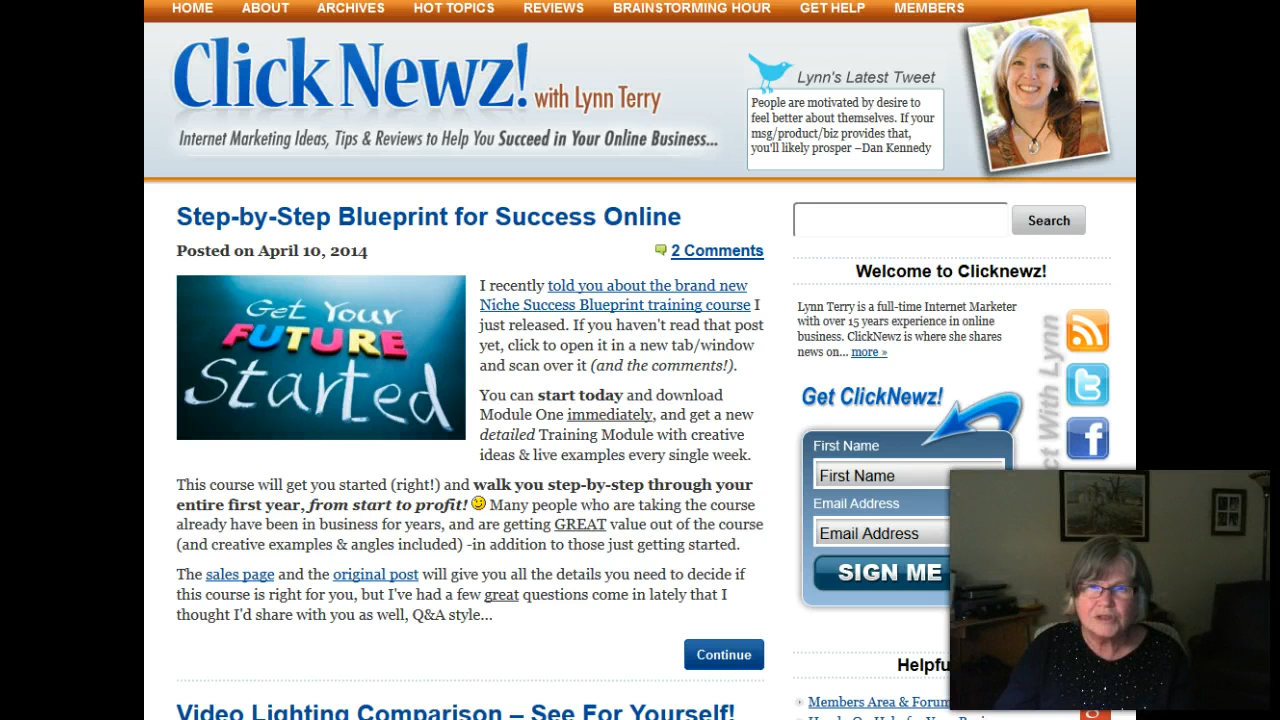 HOME ABOUT ARCHIVES HOT TOPICS REVIEWS BRAINSTORMING HOUR GET HELP MEMBERS
Click Newz! with Lynn Terry
Internet Marketing Ideas, Tips & Reviews to Help You Succeed in Your Online Business...
Lynn's Latest Tweet
People are motivated by desire to
feel better about themselves. If your
msg/product/biz provides that,
you'll likely prosper –Dan Kennedy
Step-by-Step Blueprint for Success Online
Posted on April 10, 2014
2 Comments
Get Your
FUTURE
Started
I recently told you about the brand new
Niche Success Blueprint training course I
just released. If you haven't read that post
yet, click to open it in a new tab/window
and scan over it (and the comments!).
You can start today and download
Module One immediately, and get a new
detailed Training Module with creative
ideas & live examples every single week.
This course will get you started (right!) and walk you step-by-step through your
entire first year, from start to profit! Many people who are taking the course
already have been in business for years, and are getting GREAT value out of the course
(and creative examples & angles included) -in addition to those just getting started.
The sales page and the original post will give you all the details you need to decide if
this course is right for you, but I've had a few great questions come in lately that I
thought I'd share with you as well, Q&A style...
Continue
Video Lighting Comparison – See For Yourself!
Search
Welcome to Clicknewz!
Lynn Terry is a full-time Internet Marketer
with over 15 years experience in online
business. ClickNewz is where she shares
news on... more »
With Lynn
Get ClickNewz!
First Name
First Name
Email Address
Email Address
SIGN ME
Members Area & Forum